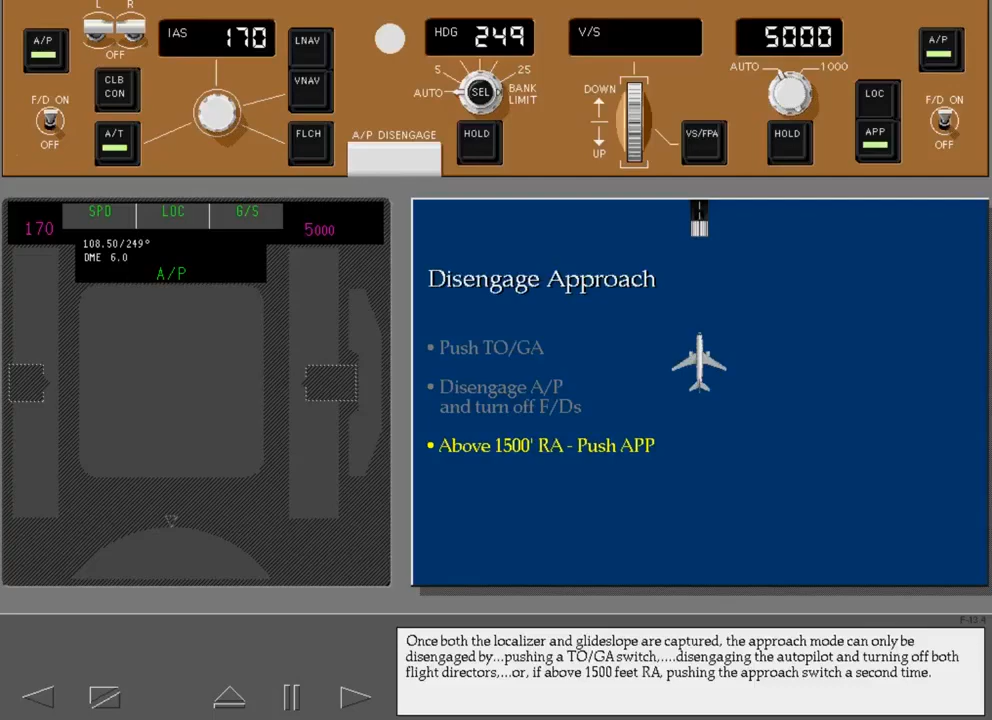 L R
A/P
OFF
IAS 170
LNAV
HDG 249
V/S
5000
A/P
CLB
CON
VNAV
5 25
AUTO
SEL
BANK
LIMIT
DOWN
UP
AUTO 1000
LOC
F/D ON
OFF
A/T
FLCH
A/P DISENGAGE
HOLD
VS/FPA
HOLD
APP
F/D ON
OFF
SPD LOC G/S
170
5000
108.50/249°
DME 6.0
A/P
Disengage Approach
• Push TO/GA
• Disengage A/P
and turn off F/Ds
• Above 1500' RA - Push APP
F-13.4
Once both the localizer and glideslope are captured, the approach mode can only be
disengaged by...pushing a TO/GA switch,....disengaging the autopilot and turning off both
flight directors,...or, if above 1500 feet RA, pushing the approach switch a second time.